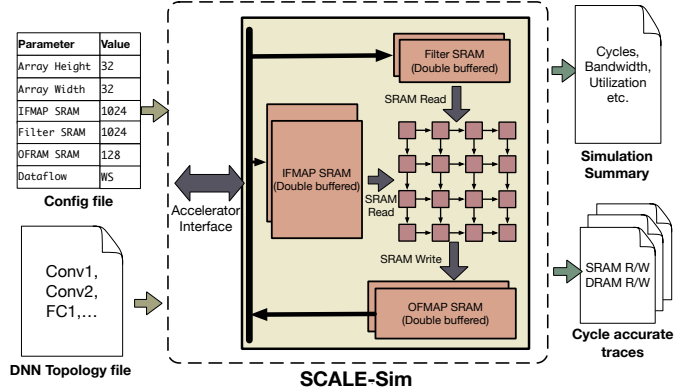 Parameter Value
Array Height 32
Array Width 32
IFMAP SRAM 1024
Filter SRAM 1024
OFRAM SRAM 128
Dataflow WS
Config file
Conv1,
Conv2,
FC1,...
DNN Topology file
Accelerator
Interface
Filter SRAM
(Double buffered)
SRAM Read
IFMAP SRAM
(Double buffered)
SRAM
Read
SRAM Write
OFMAP SRAM
(Double buffered)
SCALE-Sim
Cycles,
Bandwidth,
Utilization
etc.
Simulation
Summary
SRAM R/W
DRAM R/W
Cycle accurate
traces